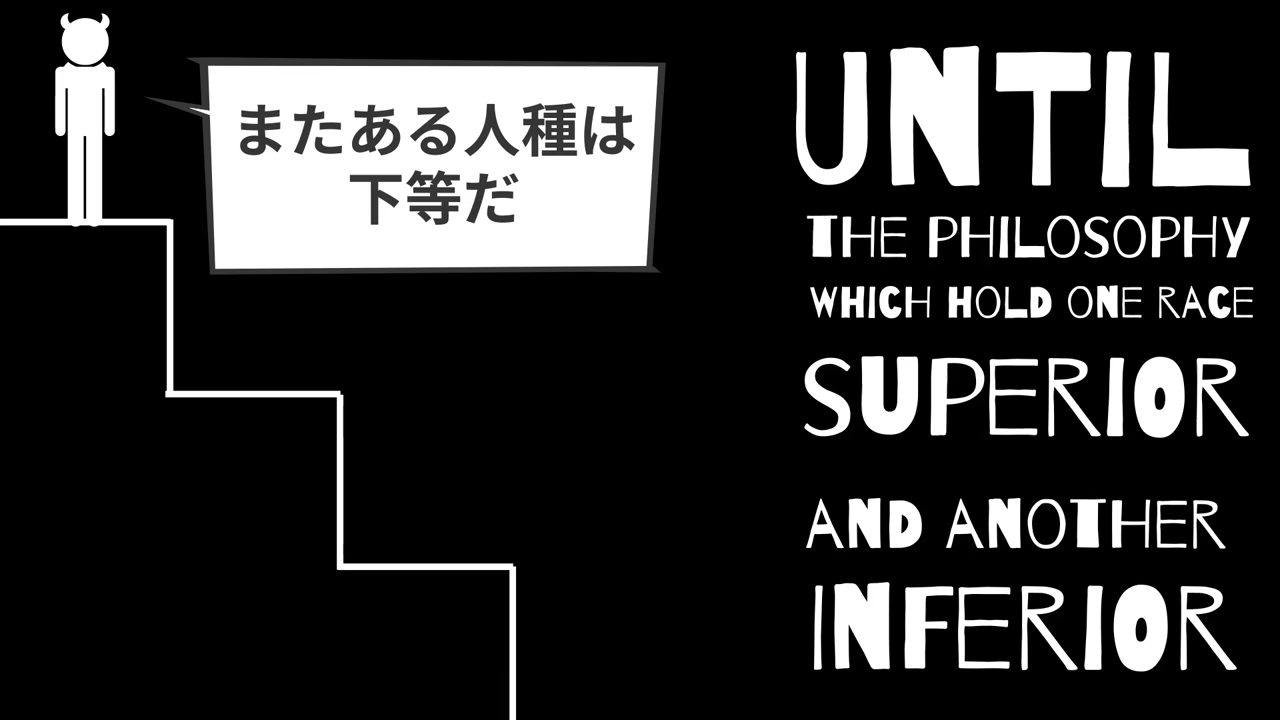 またある人種は
下等だ
UNTIL
THE PHILOSOPHY
WHICH HOLD ONE RACE
SUPERIOR
AND ANOTHER
INFERIOR